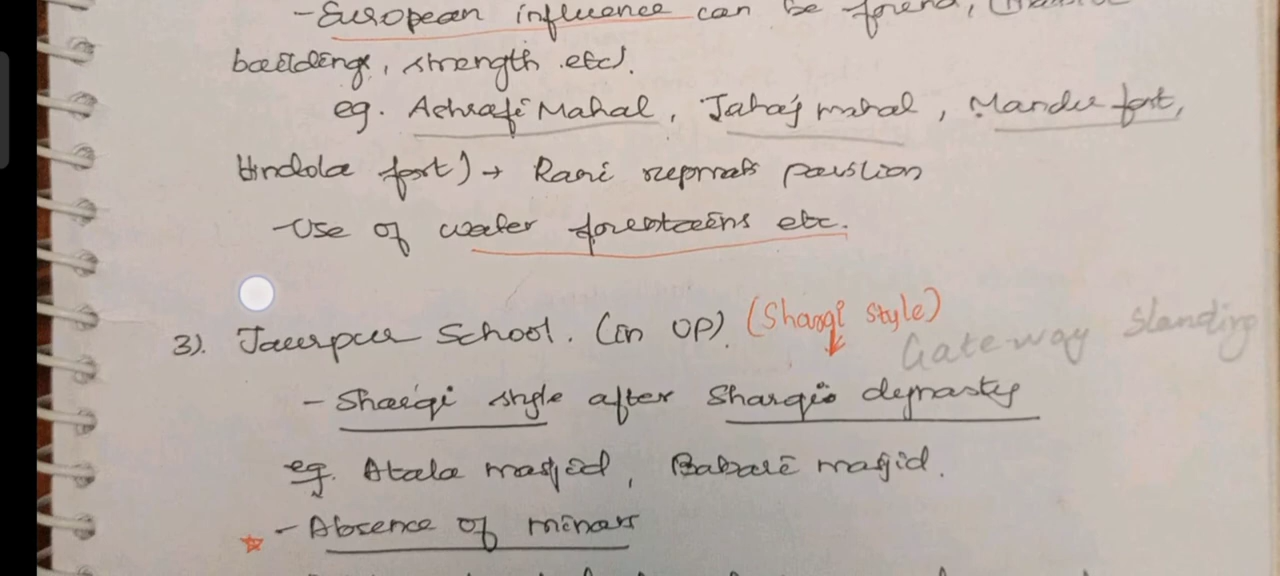 - European influence can be found, (
buildings, strength etc).
eg. Ashrafi Mahal, Jahaj mahal, Mandu fort,
Hindola fort) → Rani repmats pavilion
- Use of water fountains etc.
3). Jaunpur School. (in UP) (Sharqi style)
Gateway Standing
- Sharqi style after Sharqi dynasty
eg. Atala masjid, Babari masjid.
- Absence of minars